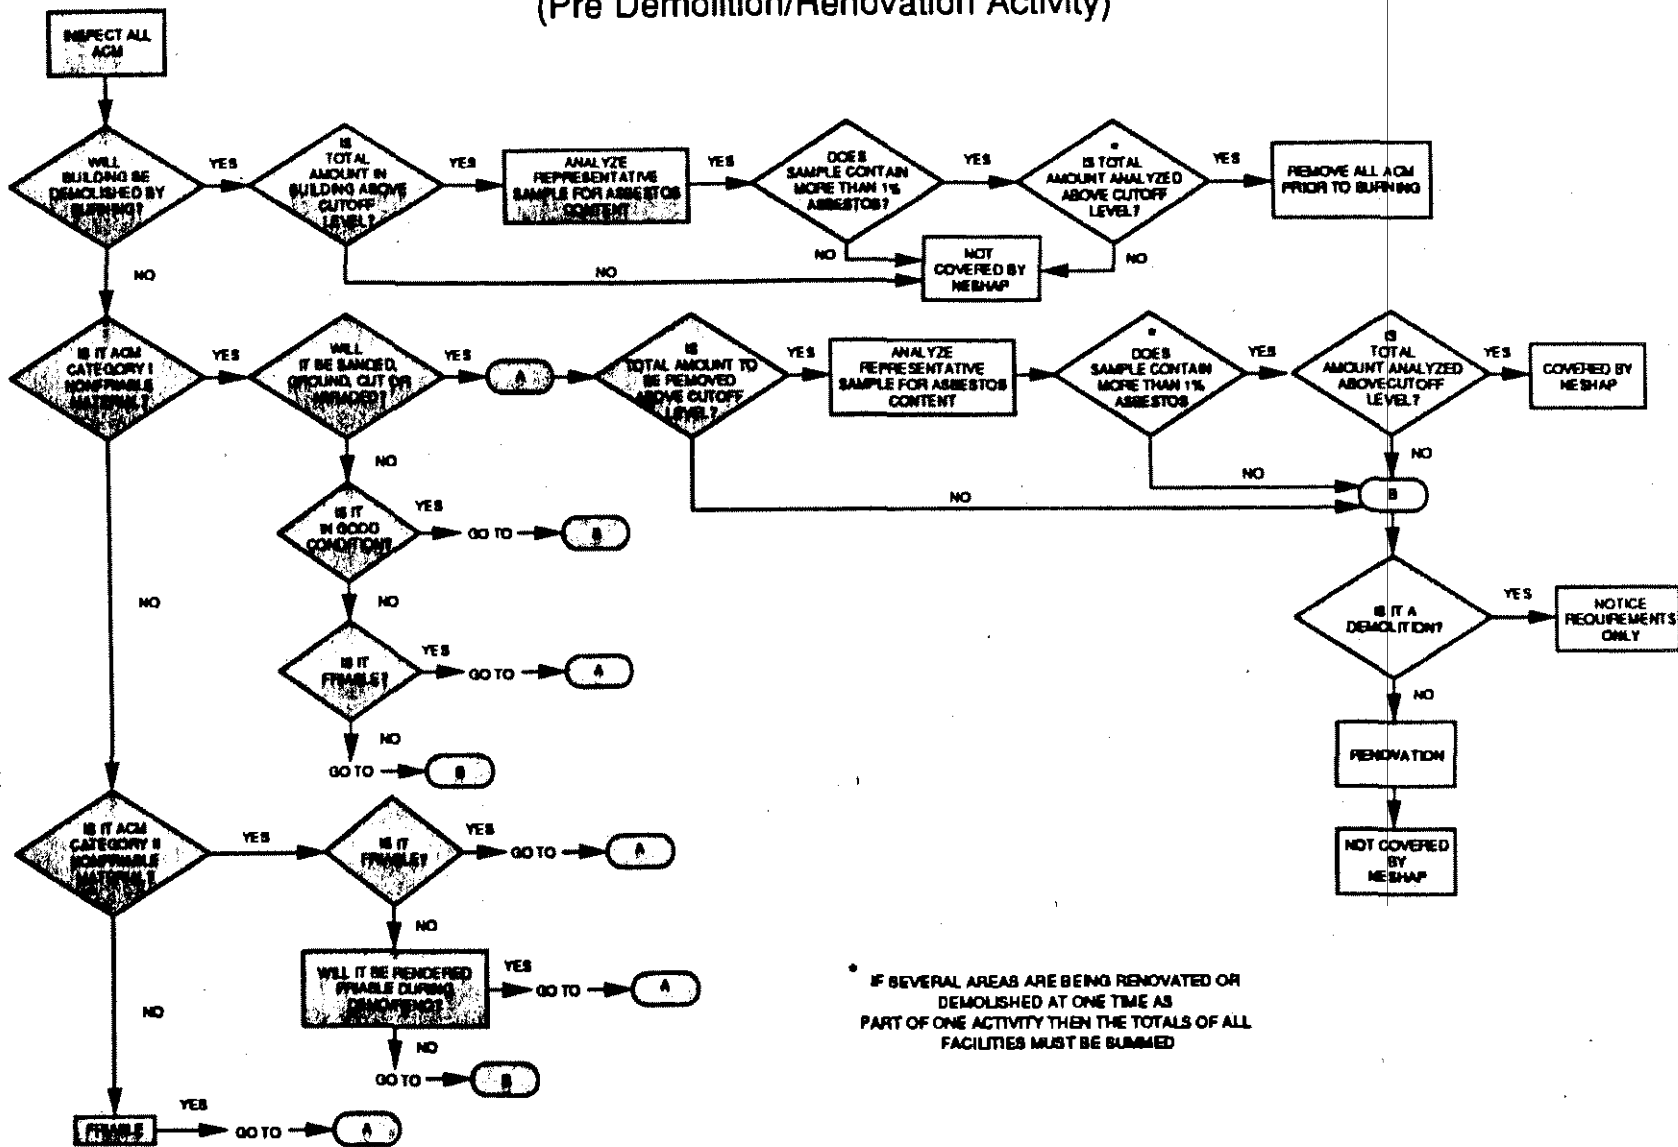 (Pre Demolition/Renovation Activity)
INSPECT ALL
ACM
WILL
BUILDING BE
DEMOLISHED BY
BURNING?
YES
IS
TOTAL
AMOUNT IN
BUILDING ABOVE
CUTOFF
LEVEL?
YES
ANALYZE
REPRESENTATIVE
SAMPLE FOR ASBESTOS
CONTENT
YES
DOES
SAMPLE CONTAIN
MORE THAN 1%
ASBESTOS?
YES
*
IS TOTAL
AMOUNT ANALYZED
ABOVE CUTOFF
LEVEL?
YES
REMOVE ALL ACM
PRIOR TO BURNING
NO
NO
NO
NOT
COVERED BY
NESHAP
NO
IS IT ACM
CATEGORY I
NONFRIABLE
MATERIAL?
YES
WILL
IT BE SANDED,
GROUND, CUT OR
ABRADED?
YES
A
IS
TOTAL AMOUNT TO
BE REMOVED
ABOVE CUTOFF
LEVEL?
YES
ANALYZE
REPRESENTATIVE
SAMPLE FOR ASBESTOS
CONTENT
*
DOES
SAMPLE CONTAIN
MORE THAN 1%
ASBESTOS
YES
IS
TOTAL
AMOUNT ANALYZED
ABOVE CUTOFF
LEVEL?
YES
COVERED BY
NESHAP
NO
NO
NO
NO
B
IS IT
IN GOOD
CONDITION?
YES
GO TO
B
NO
IS IT
FRIABLE?
YES
GO TO
A
NO
GO TO
B
IS IT A
DEMOLITION?
YES
NOTICE
REQUIREMENTS
ONLY
NO
RENOVATION
NOT COVERED
BY
NESHAP
NO
IS IT ACM
CATEGORY II
NONFRIABLE
MATERIAL?
YES
IS IT
FRIABLE?
YES
GO TO
A
NO
WILL IT BE RENDERED
FRIABLE DURING
DEMO/RENO?
YES
GO TO
A
NO
GO TO
B
NO
FRIABLE
YES
GO TO
A
*
IF SEVERAL AREAS ARE BEING RENOVATED OR
DEMOLISHED AT ONE TIME AS
PART OF ONE ACTIVITY THEN THE TOTALS OF ALL
FACILITIES MUST BE SUMMED